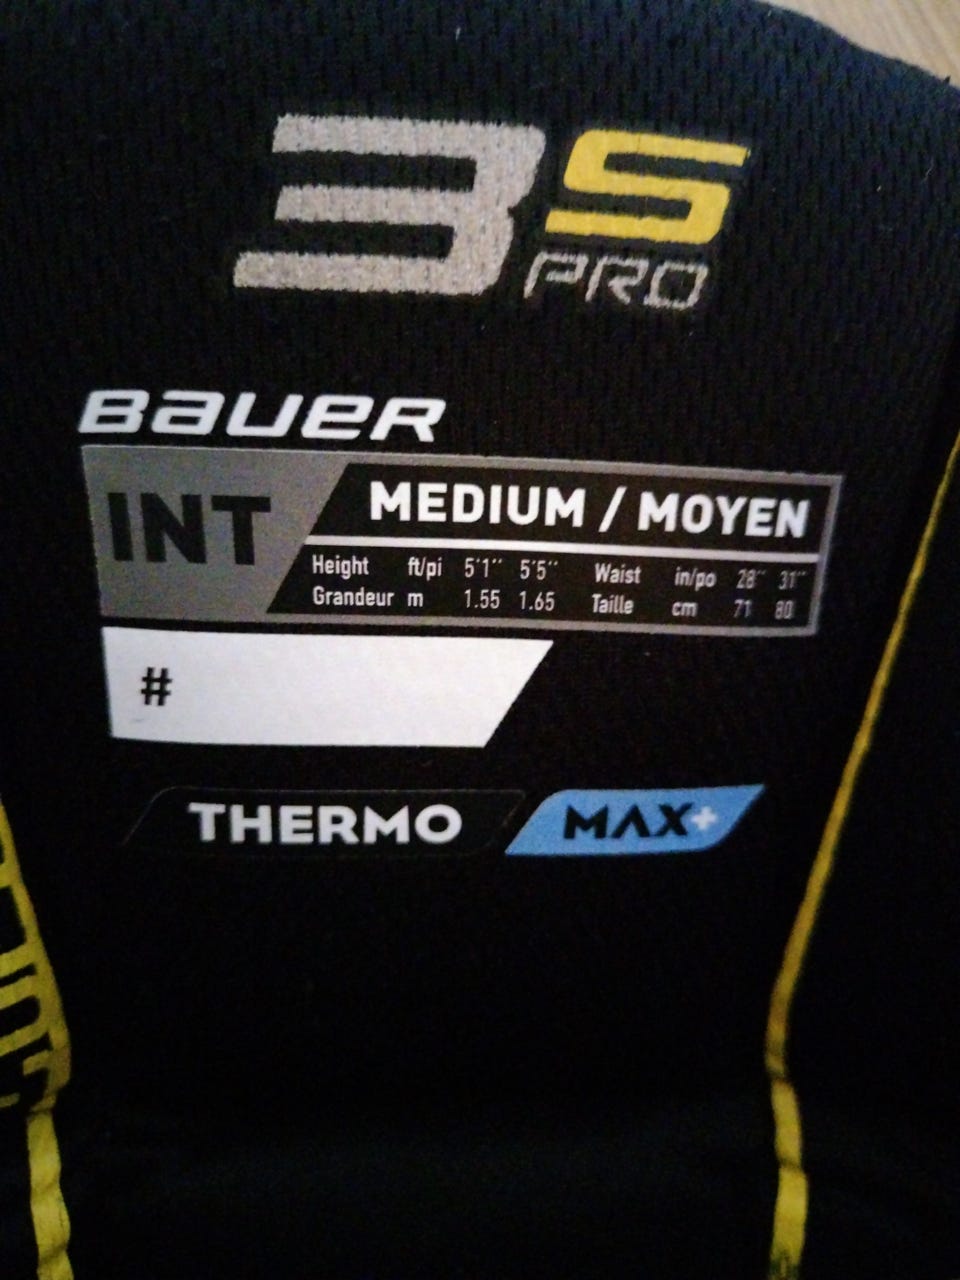 3S
PRO
BAUER
INT
MEDIUM / MOYEN
Height ft/pi 5'1'' 5'5'' Waist in/po 28'' 31''
Grandeur m 1.55 1.65 Taille cm 71 80
#
THERMO MAX+